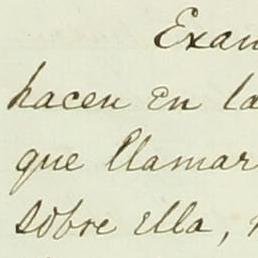 Exam
hacen en la
que llamar
sobre ella,